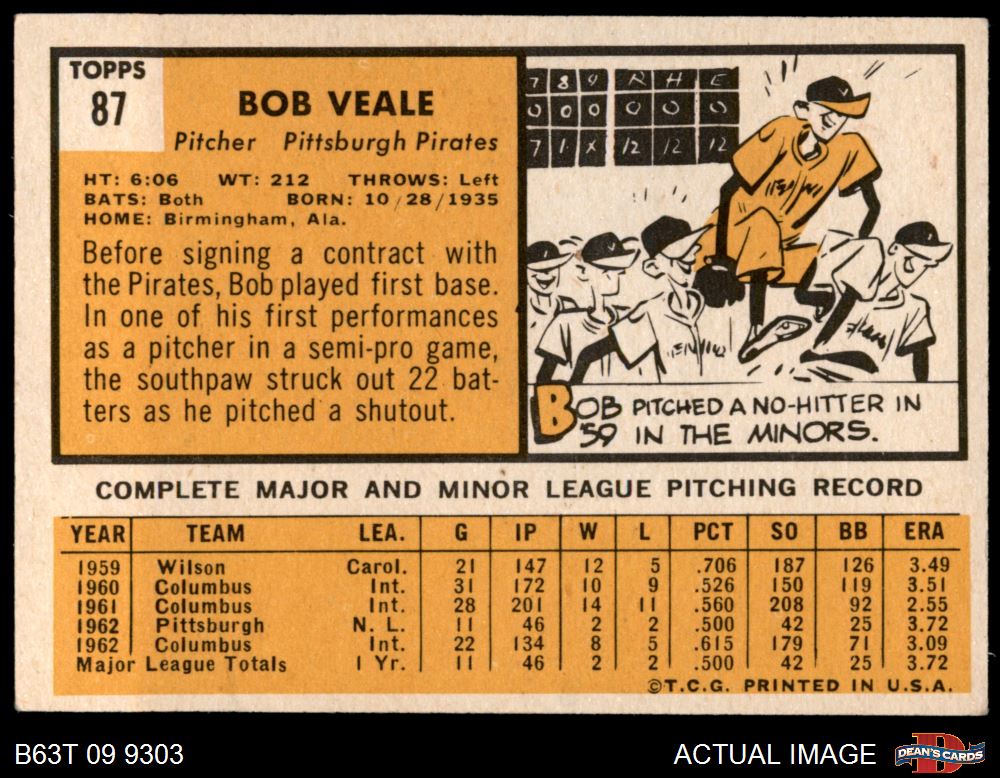 TOPPS
87
BOB VEALE
Pitcher Pittsburgh Pirates
HT: 6:06 WT: 212 THROWS: Left
BATS: Both BORN: 10/28/1935
HOME: Birmingham, Ala.
Before signing a contract with
the Pirates, Bob played first base.
In one of his first performances
as a pitcher in a semi-pro game,
the southpaw struck out 22 bat-
ters as he pitched a shutout.
7 8 9 R H E
0 0 0 0 0 0
7 1 X 12 12 12
BOB PITCHED A NO-HITTER IN
'59 IN THE MINORS.
COMPLETE MAJOR AND MINOR LEAGUE PITCHING RECORD
YEAR TEAM LEA. G IP W L PCT SO BB ERA
1959 Wilson Carol. 21 147 12 5 .706 187 126 3.49
1960 Columbus Int. 31 172 10 9 .526 150 119 3.51
1961 Columbus Int. 28 201 14 11 .560 208 92 2.55
1962 Pittsburgh N. L. 11 46 2 2 .500 42 25 3.72
1962 Columbus Int. 22 134 8 5 .615 179 71 3.09
Major League Totals 1 Yr. 11 46 2 2 .500 42 25 3.72
©T.C.G. PRINTED IN U.S.A.
B63T 09 9303 ACTUAL IMAGE DEAN'S CARDS